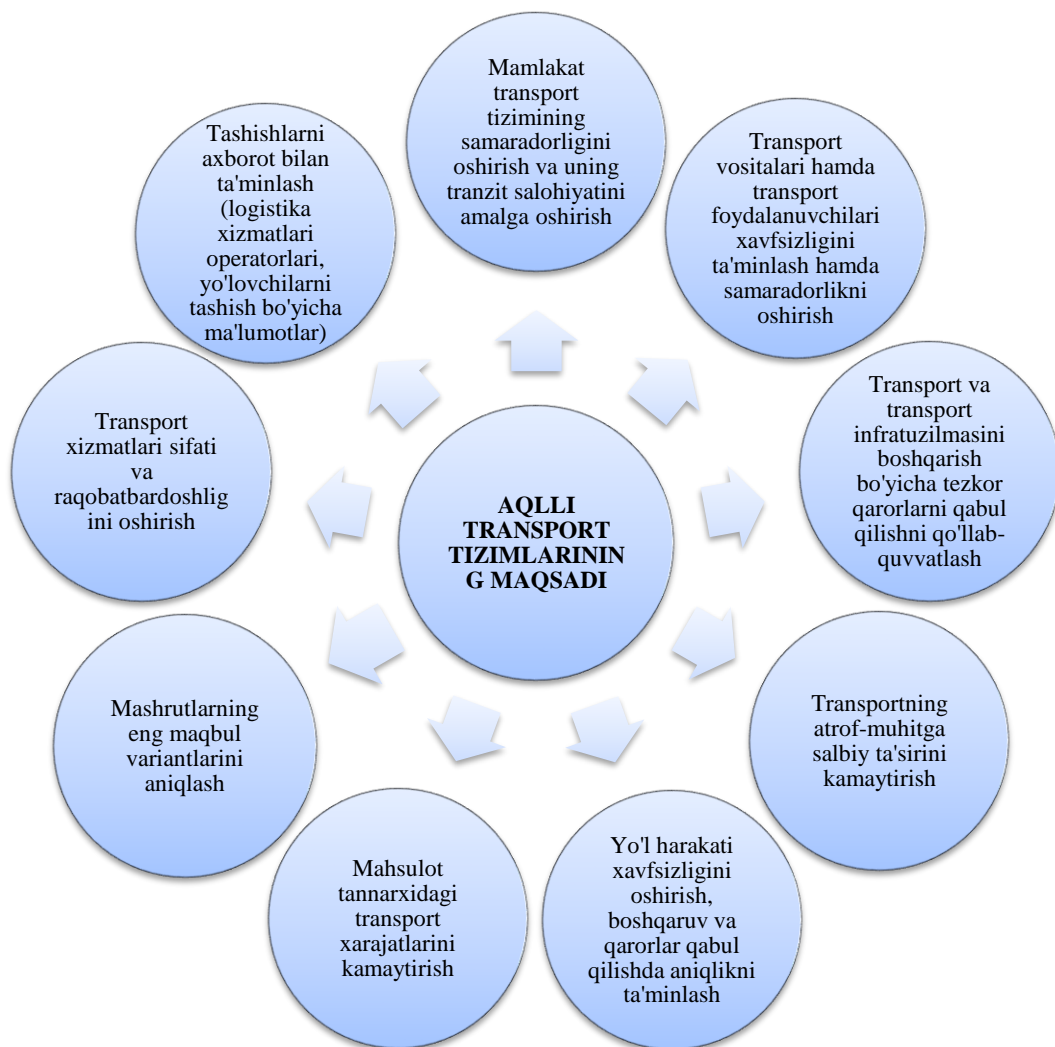 Mamlakat
transport
tizimining
samaradorligini
oshirish va uning
tranzit salohiyatini
amalga oshirish
Transport
vositalari hamda
transport
foydalanuvchilari
xavfsizligini
ta'minlash hamda
samaradorlikni
oshirish
Transport va
transport
infratuzilmasini
boshqarish
bo'yicha tezkor
qarorlarni qabul
qilishni qo'llab-
quvvatlash
Transportning
atrof-muhitga
salbiy ta'sirini
kamaytirish
Yo'l harakati
xavfsizligini
oshirish,
boshqaruv va
qarorlar qabul
qilishda aniqlikni
ta'minlash
Mahsulot
tannarxidagi
transport
xarajatlarini
kamaytirish
Mashrutlarning
eng maqbul
variantlarini
aniqlash
Transport
xizmatlari sifati
va
raqobatbardoshlig
ini oshirish
Tashishlarni
axborot bilan
ta'minlash
(logistika
xizmatlari
operatorlari,
yo'lovchilarni
tashish bo'yicha
ma'lumotlar)
AQLLI
TRANSPORT
TIZIMLARININ
G MAQSADI